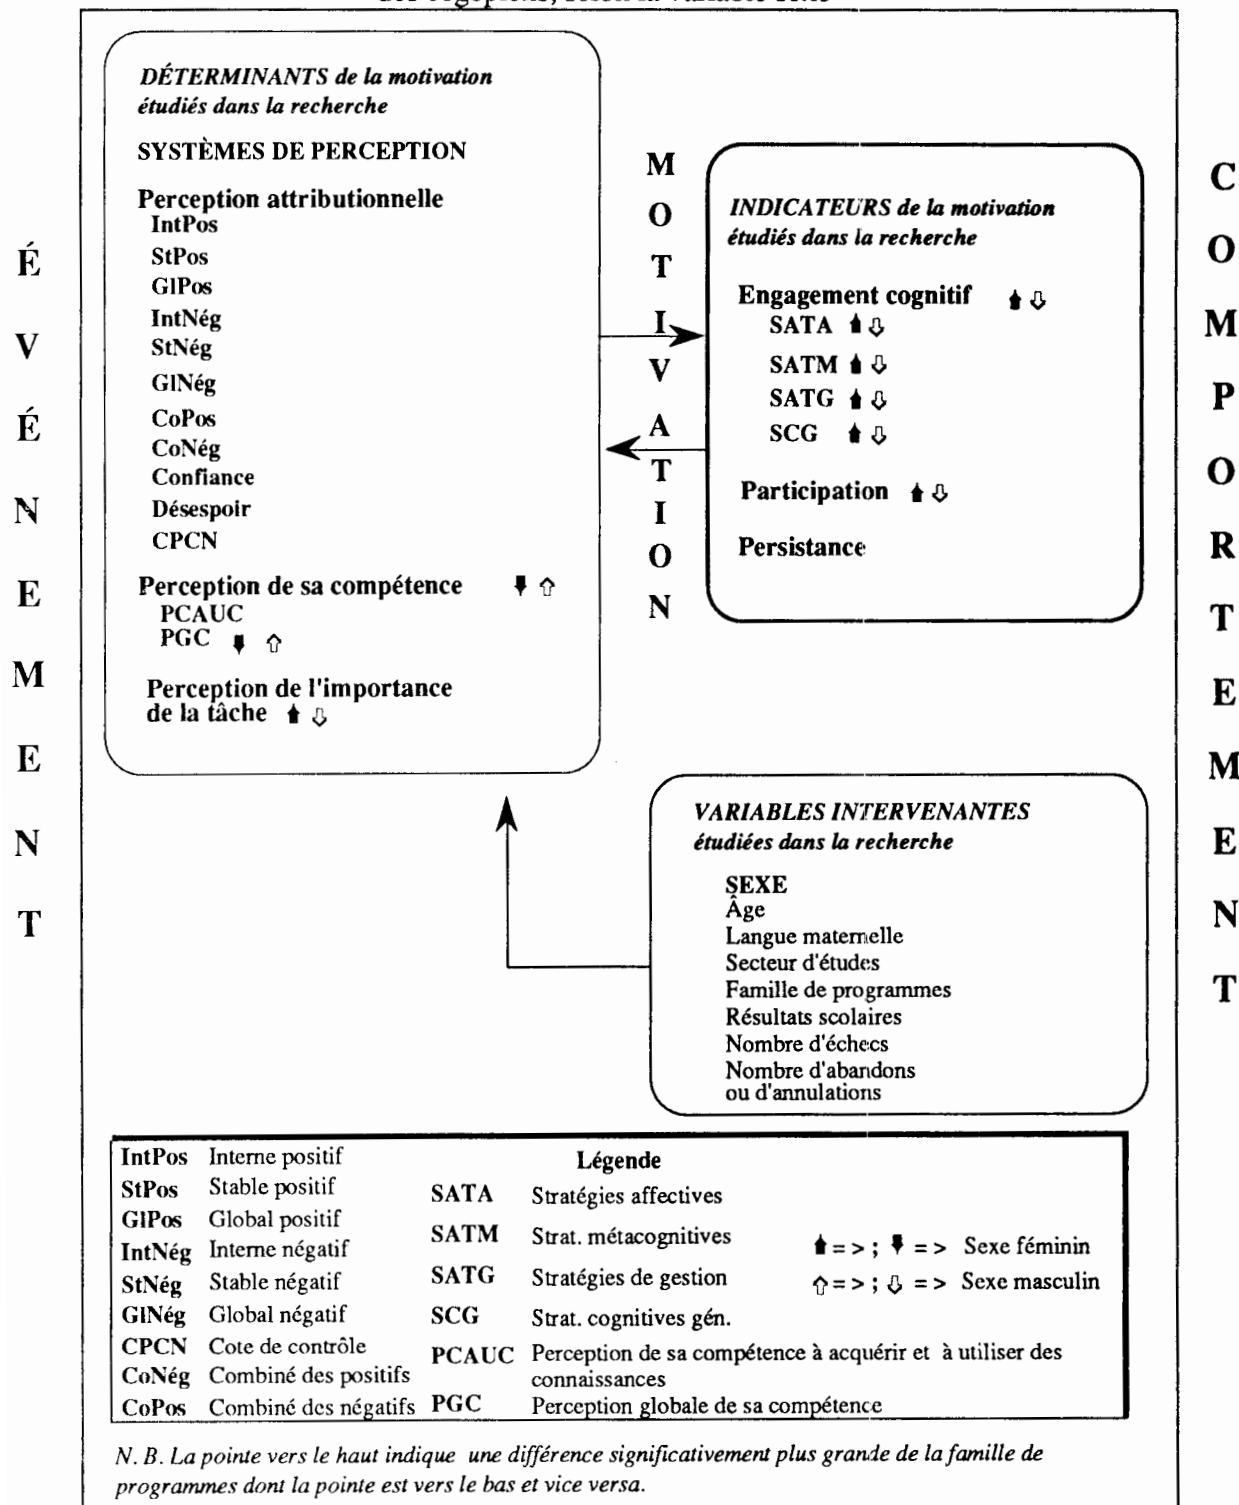 des cégépiens, selon la variable sexe
ÉVÉNEMENT
DÉTERMINANTS de la motivation
étudiés dans la recherche
SYSTÈMES DE PERCEPTION
Perception attributionnelle
IntPos
StPos
GlPos
IntNég
StNég
GlNég
CoPos
CoNég
Confiance
Désespoir
CPCN
Perception de sa compétence
PCAUC
PGC
Perception de l'importance
de la tâche
MOTIVATION
INDICATEURS de la motivation
étudiés dans la recherche
Engagement cognitif
SATA
SATM
SATG
SCG
Participation
Persistance
COMPORTEMENT
VARIABLES INTERVENANTES
étudiées dans la recherche
SEXE
Âge
Langue maternelle
Secteur d'études
Famille de programmes
Résultats scolaires
Nombre d'échecs
Nombre d'abandons
ou d'annulations
Légende
IntPos Interne positif
StPos Stable positif
GlPos Global positif
IntNég Interne négatif
StNég Stable négatif
GlNég Global négatif
CPCN Cote de contrôle
CoNég Combiné des positifs
CoPos Combiné des négatifs
SATA Stratégies affectives
SATM Strat. métacognitives
SATG Stratégies de gestion
SCG Strat. cognitives gén.
PCAUC Perception de sa compétence à acquérir et à utiliser des
connaissances
PGC Perception globale de sa compétence
⬆ = > ; ⬇ = > Sexe féminin
⇧ = > ; ⇩ = > Sexe masculin
N. B. La pointe vers le haut indique une différence significativement plus grande de la famille de
programmes dont la pointe est vers le bas et vice versa.